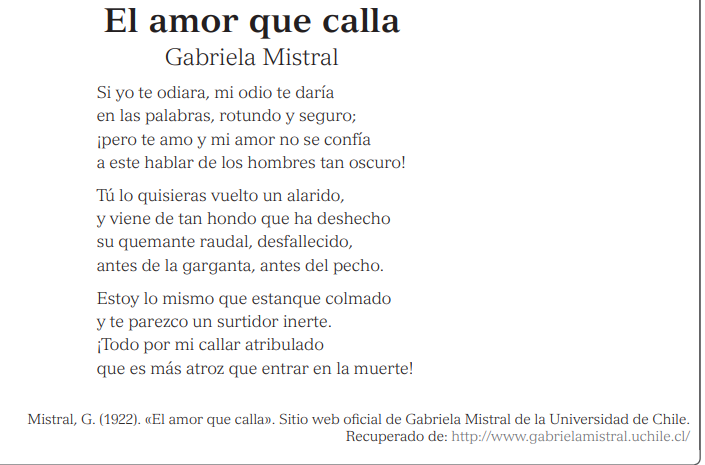 El amor que calla
Gabriela Mistral
Si yo te odiara, mi odio te daría
en las palabras, rotundo y seguro;
¡pero te amo y mi amor no se confía
a este hablar de los hombres tan oscuro!
Tú lo quisieras vuelto un alarido,
y viene de tan hondo que ha deshecho
su quemante raudal, desfallecido,
antes de la garganta, antes del pecho.
Estoy lo mismo que estanque colmado
y te parezco un surtidor inerte.
¡Todo por mi callar atribulado
que es más atroz que entrar en la muerte!
Mistral, G. (1922). «El amor que calla». Sitio web oficial de Gabriela Mistral de la Universidad de Chile.
Recuperado de: http://www.gabrielamistral.uchile.cl/